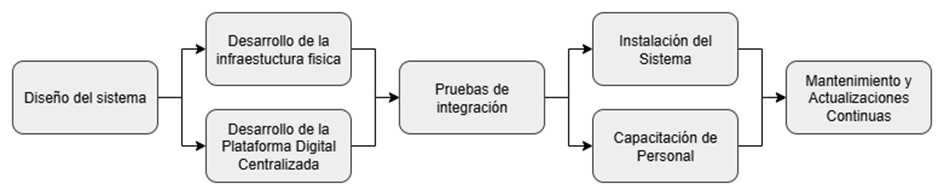 Diseño del sistema
Desarrollo de la
infraestuctura fisica
Desarrollo de la
Plataforma Digital
Centralizada
Pruebas de
integración
Instalación del
Sistema
Capacitación de
Personal
Mantenimiento y
Actualizaciones
Continuas